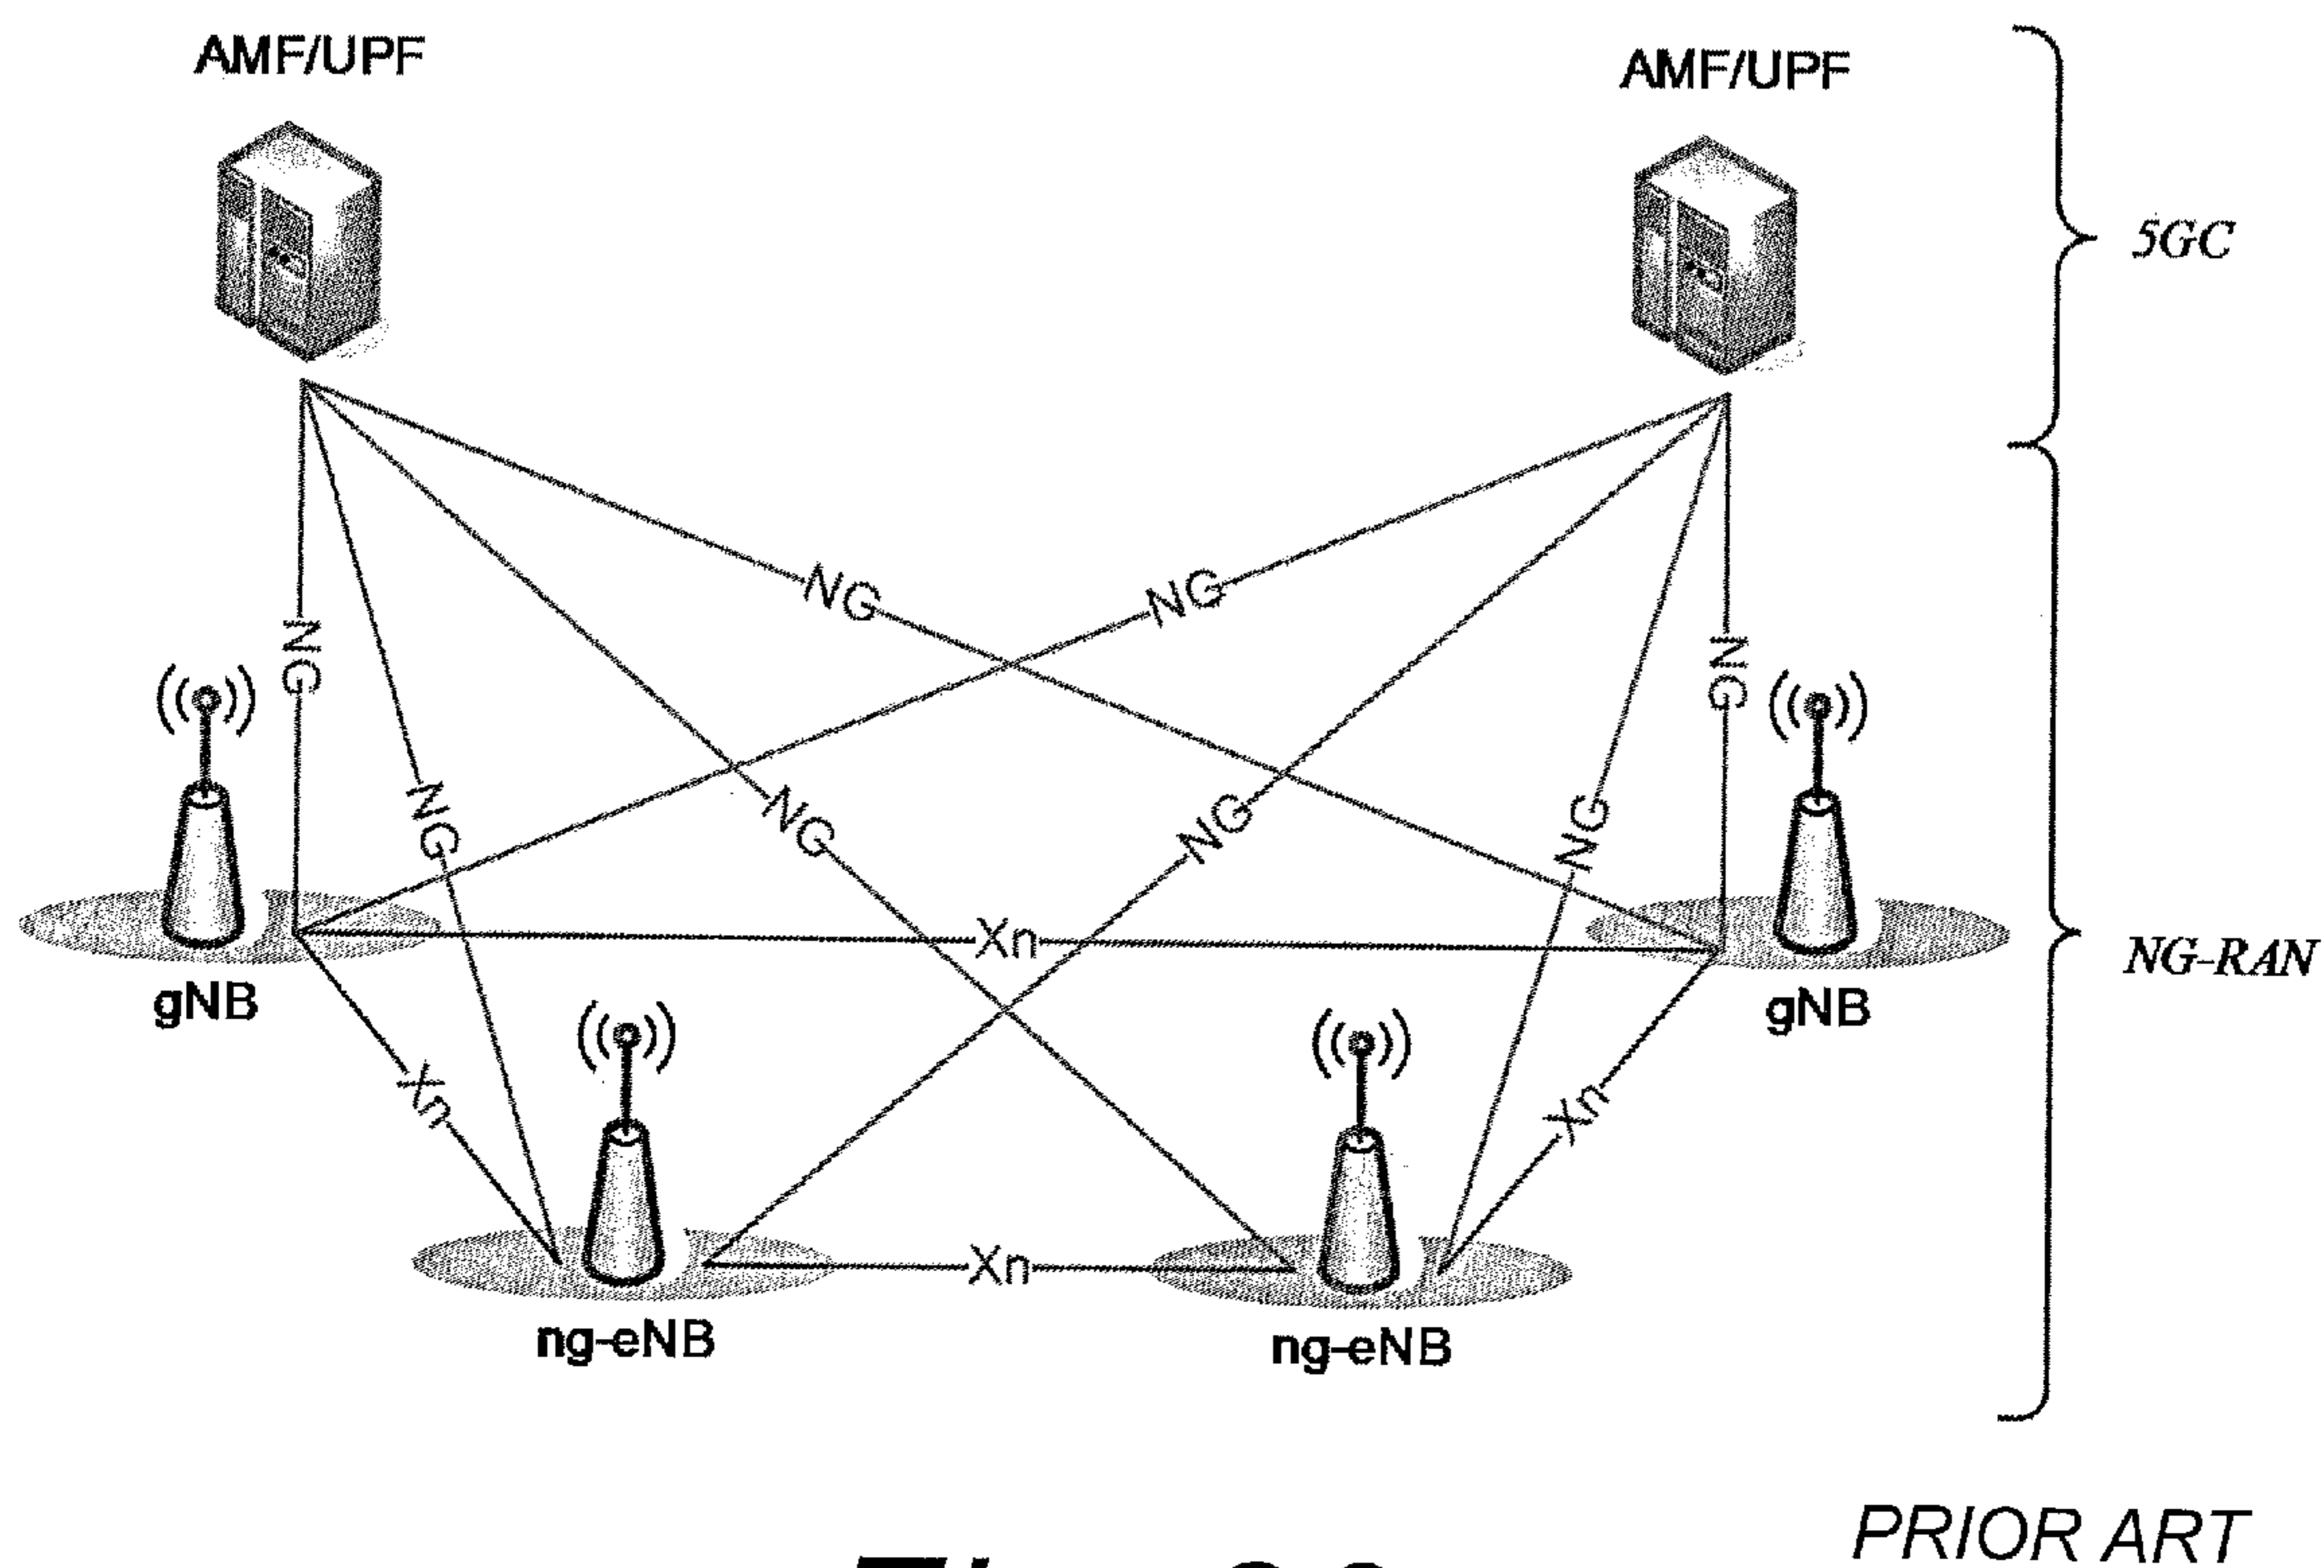 AMF/UPF
AMF/UPF
5GC
NG
NG
NG
NG
NG
NG
NG
NG
Xn
NG-RAN
gNB
gNB
Xn
Xn
Xn
ng-eNB
ng-eNB
PRIOR ART